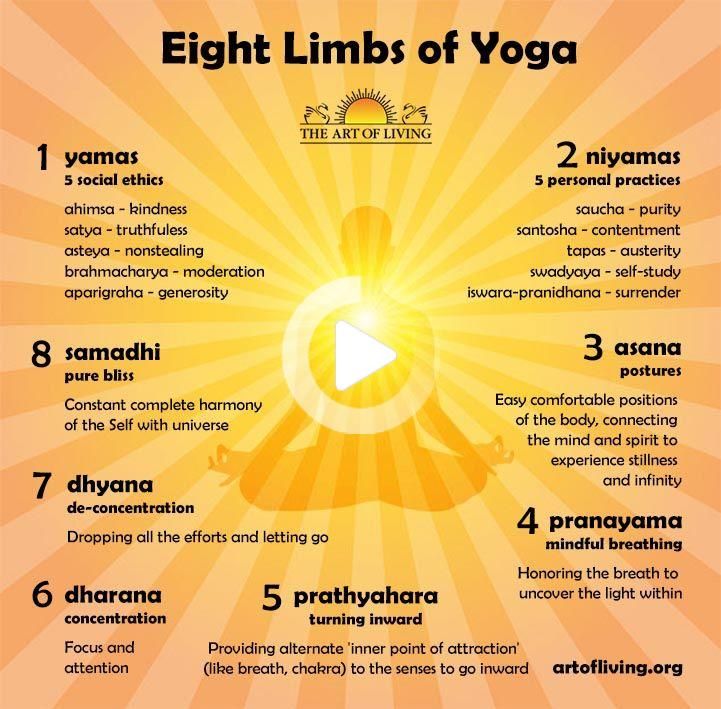 Eight Limbs of Yoga
THE ART OF LIVING
1 yamas
5 social ethics
ahimsa - kindness
satya - truthfuless
asteya - nonstealing
brahmacharya - moderation
aparigraha - generosity
2 niyamas
5 personal practices
saucha - purity
santosha - contentment
tapas - austerity
swadyaya - self-study
iswara-pranidhana - surrender
3 asana
postures
Easy comfortable positions
of the body, connecting
the mind and spirit to
experience stillness
and infinity
4 pranayama
mindful breathing
Honoring the breath to
uncover the light within
5 prathyahara
turning inward
Providing alternate 'inner point of attraction'
(like breath, chakra) to the senses to go inward
6 dharana
concentration
Focus and
attention
7 dhyana
de-concentration
Dropping all the efforts and letting go
8 samadhi
pure bliss
Constant complete harmony
of the Self with universe
artofliving.org